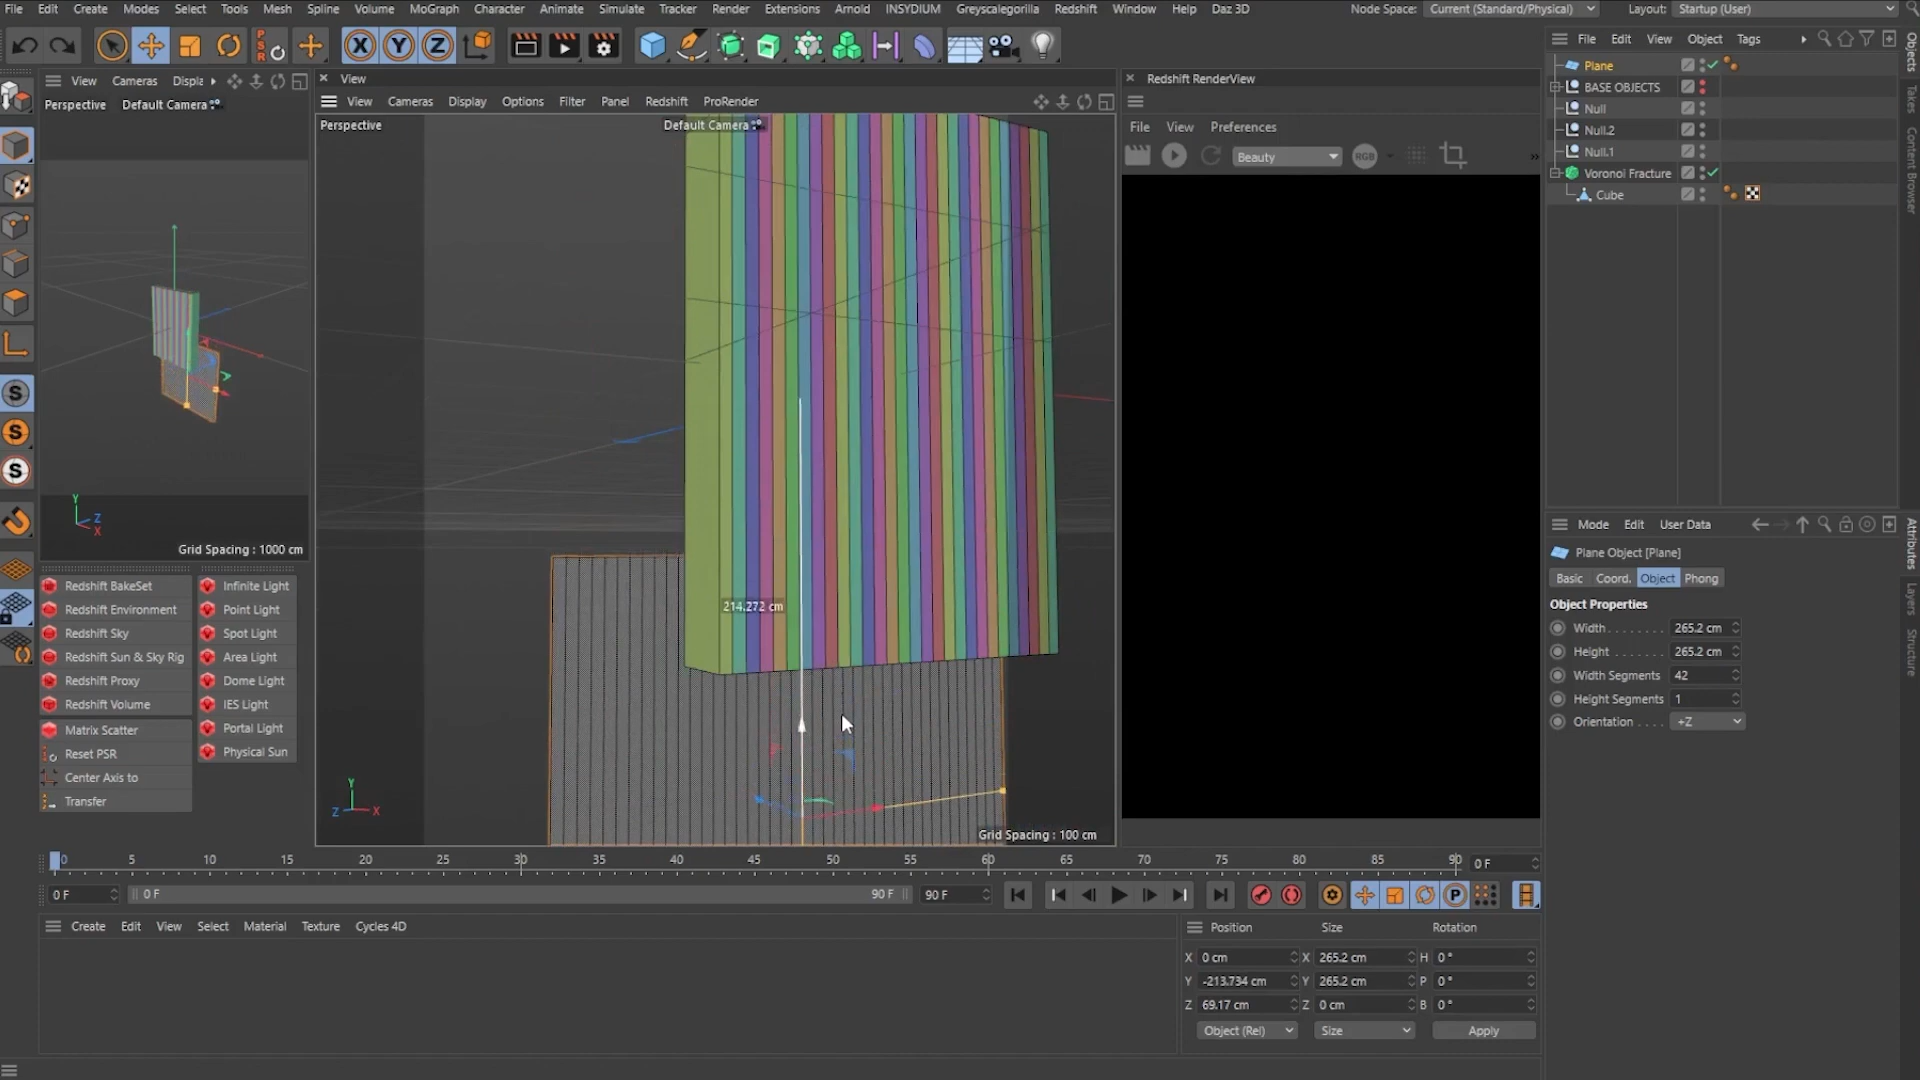 File Edit Create Modes Select Tools Mesh Spline Volume MoGraph Character Animate Simulate Tracker Render Extensions Arnold INSYDIUM Greyscalegorilla Redshift Window Help Daz 3D Node Space: Current (Standard/Physical) Layout: Startup (User)
PSR X Y Z
File Edit View Object Tags
View Cameras Displa
Perspective Default Camera
View
View Cameras Display Options Filter Panel Redshift ProRender
Perspective Default Camera
Redshift RenderView
File View Preferences
Beauty RGB
Plane
BASE OBJECTS
Null
Null.2
Null.1
Voronoi Fracture
Cube
Objects
Takes
Content Browser
S
S
S
Y
Z
X
Grid Spacing : 1000 cm
214.272 cm
Y
Z X
Grid Spacing : 100 cm
Redshift BakeSet
Redshift Environment
Redshift Sky
Redshift Sun & Sky Rig
Redshift Proxy
Redshift Volume
Matrix Scatter
Reset PSR
Center Axis to
Transfer
Infinite Light
Point Light
Spot Light
Area Light
Dome Light
IES Light
Portal Light
Physical Sun
Mode Edit User Data
Plane Object [Plane]
Basic Coord. Object Phong
Object Properties
Width . . . . . . . . 265.2 cm
Height . . . . . . . 265.2 cm
Width Segments 42
Height Segments 1
Orientation . . . . +Z
Attributes
Layers
Structure
0 5 10 15 20 25 30 35 40 45 50 55 60 65 70 75 80 85 90 0 F
0 F 0 F 90 F 90 F P
Create Edit View Select Material Texture Cycles 4D
Position Size Rotation
X 0 cm X 265.2 cm H 0 °
Y -213.734 cm Y 265.2 cm P 0 °
Z 69.17 cm Z 0 cm B 0 °
Object (Rel) Size Apply